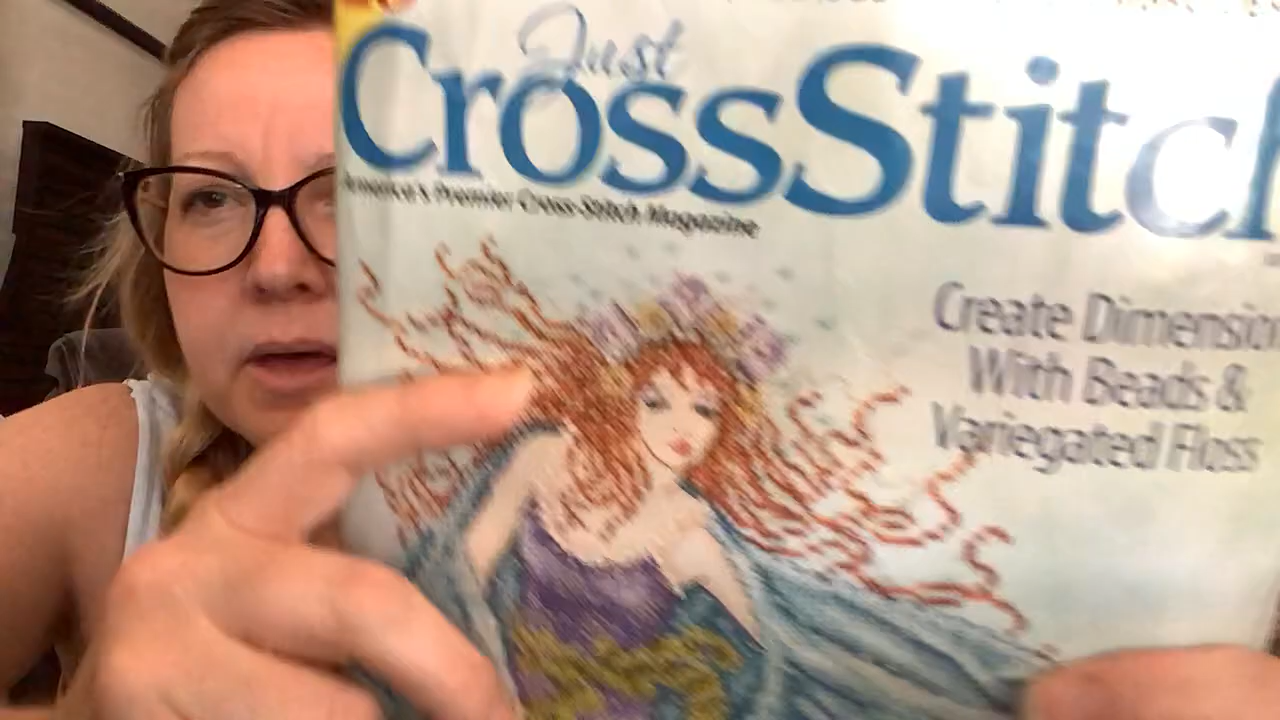 Just
CrossStitch
America's Premier Cross-Stitch Magazine
Create Dimension
With Beads &
Variegated Floss